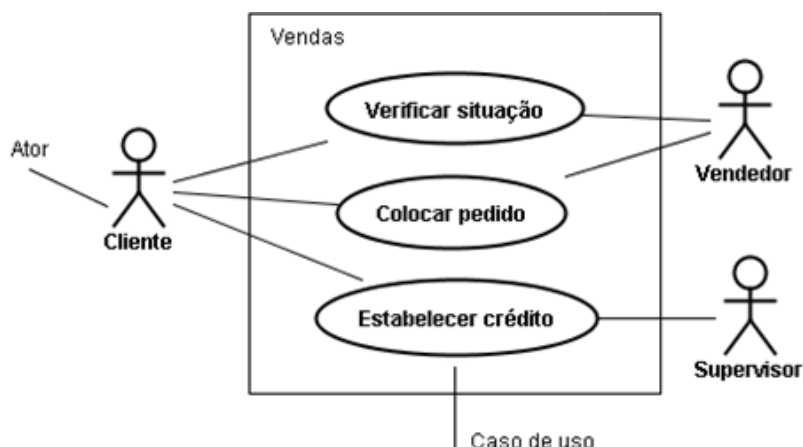 Vendas
Verificar situação
Ator
Vendedor
Colocar pedido
Cliente
Estabelecer crédito
Supervisor
Caso de uso